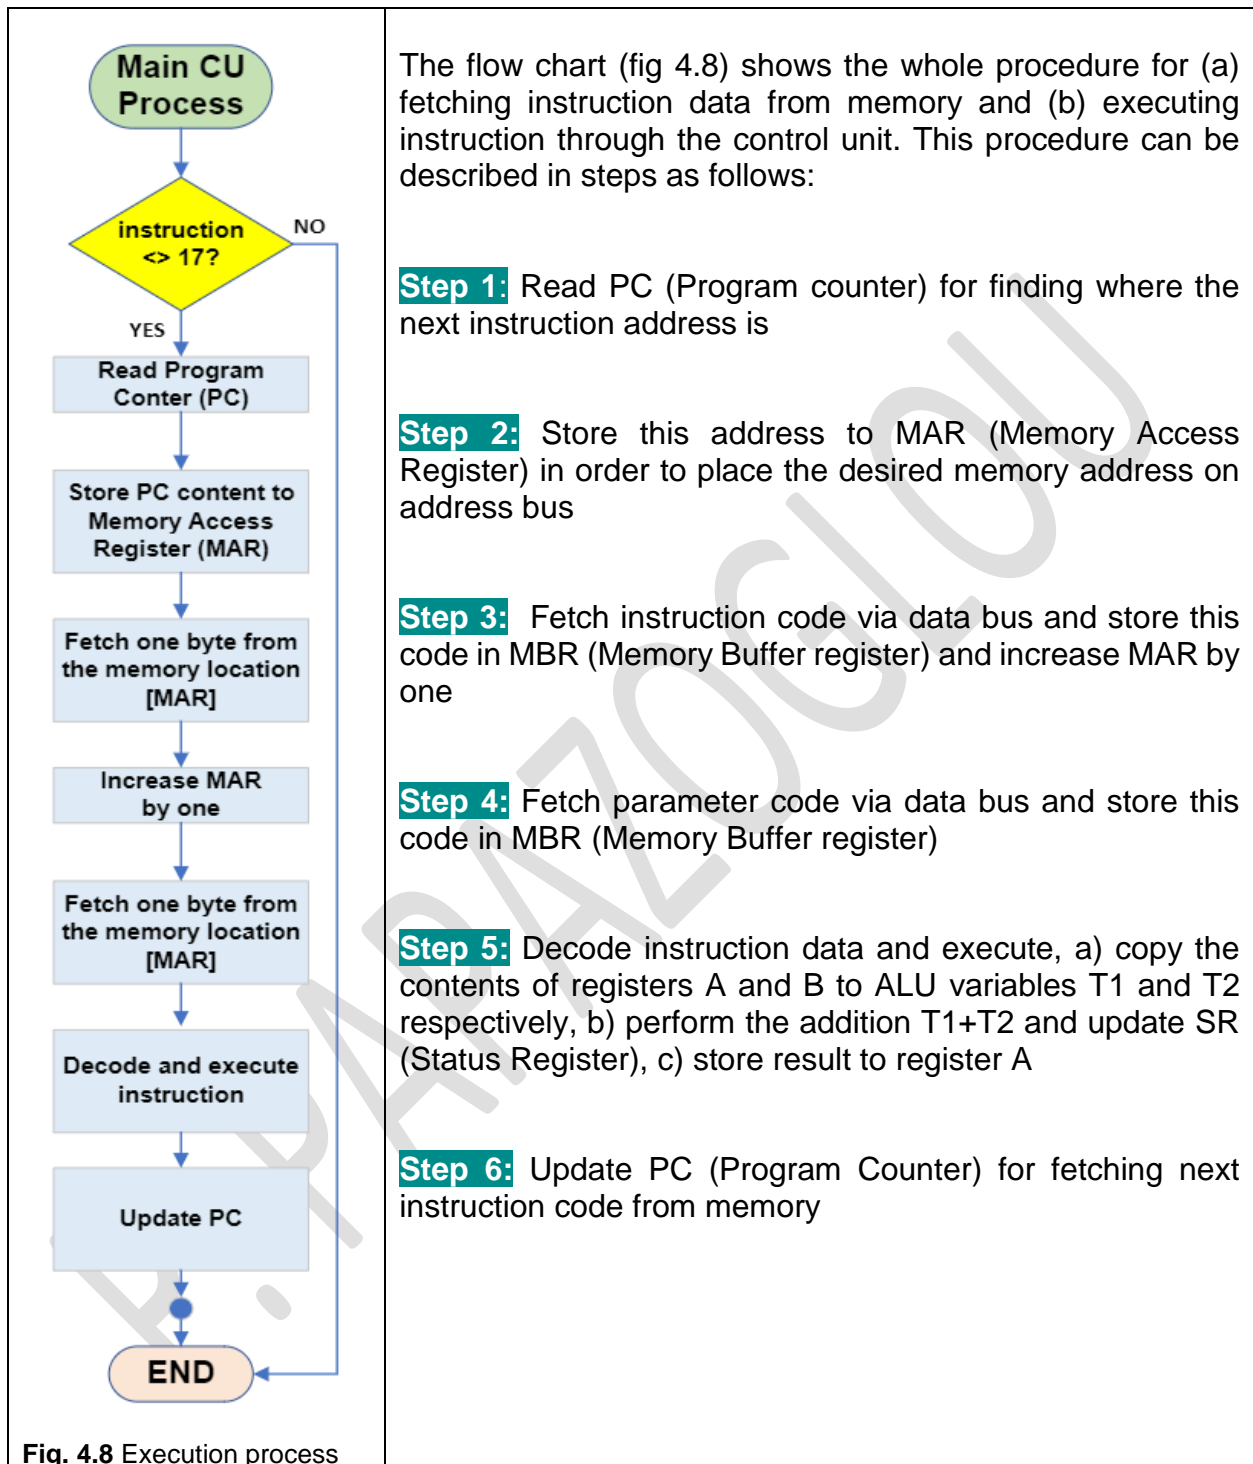 Main CU
Process
instruction
<> 17?
NO
YES
Read Program
Conter (PC)
Store PC content to
Memory Access
Register (MAR)
Fetch one byte from
the memory location
[MAR]
Increase MAR
by one
Fetch one byte from
the memory location
[MAR]
Decode and execute
instruction
Update PC
END
Fig. 4.8 Execution process
The flow chart (fig 4.8) shows the whole procedure for (a)
fetching instruction data from memory and (b) executing
instruction through the control unit. This procedure can be
described in steps as follows:
Step 1: Read PC (Program counter) for finding where the
next instruction address is
Step 2: Store this address to MAR (Memory Access
Register) in order to place the desired memory address on
address bus
Step 3: Fetch instruction code via data bus and store this
code in MBR (Memory Buffer register) and increase MAR by
one
Step 4: Fetch parameter code via data bus and store this
code in MBR (Memory Buffer register)
Step 5: Decode instruction data and execute, a) copy the
contents of registers A and B to ALU variables T1 and T2
respectively, b) perform the addition T1+T2 and update SR
(Status Register), c) store result to register A
Step 6: Update PC (Program Counter) for fetching next
instruction code from memory
P. PAPAZOGLOU